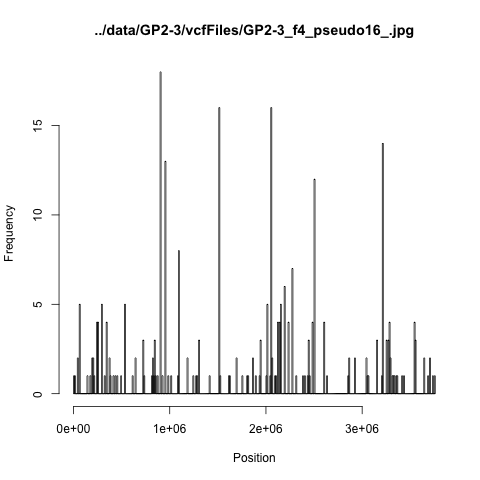 ../data/GP2-3/vcfFiles/GP2-3_f4_pseudo16_.jpg
15
10
5
0
Frequency
0e+00 1e+06 2e+06 3e+06
Position